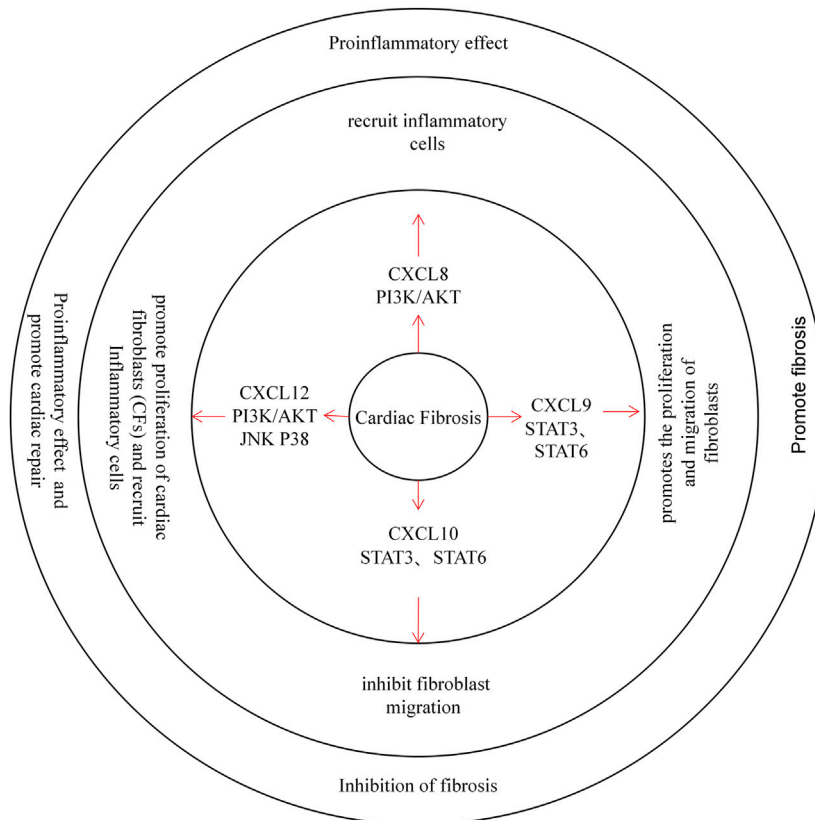 Proinflammatory effect
recruit inflammatory
cells
CXCL8
PI3K/AKT
Proinflammatory effect and
promote cardiac repair
promote proliferation of cardiac
fibroblasts (CFs) and recruit
Inflammatory cells
CXCL12
PI3K/AKT
JNK P38
Cardiac Fibrosis
CXCL9
STAT3、
STAT6
promotes the proliferation
and migration of
fibroblasts
Promote fibrosis
CXCL10
STAT3、STAT6
inhibit fibroblast
migration
Inhibition of fibrosis